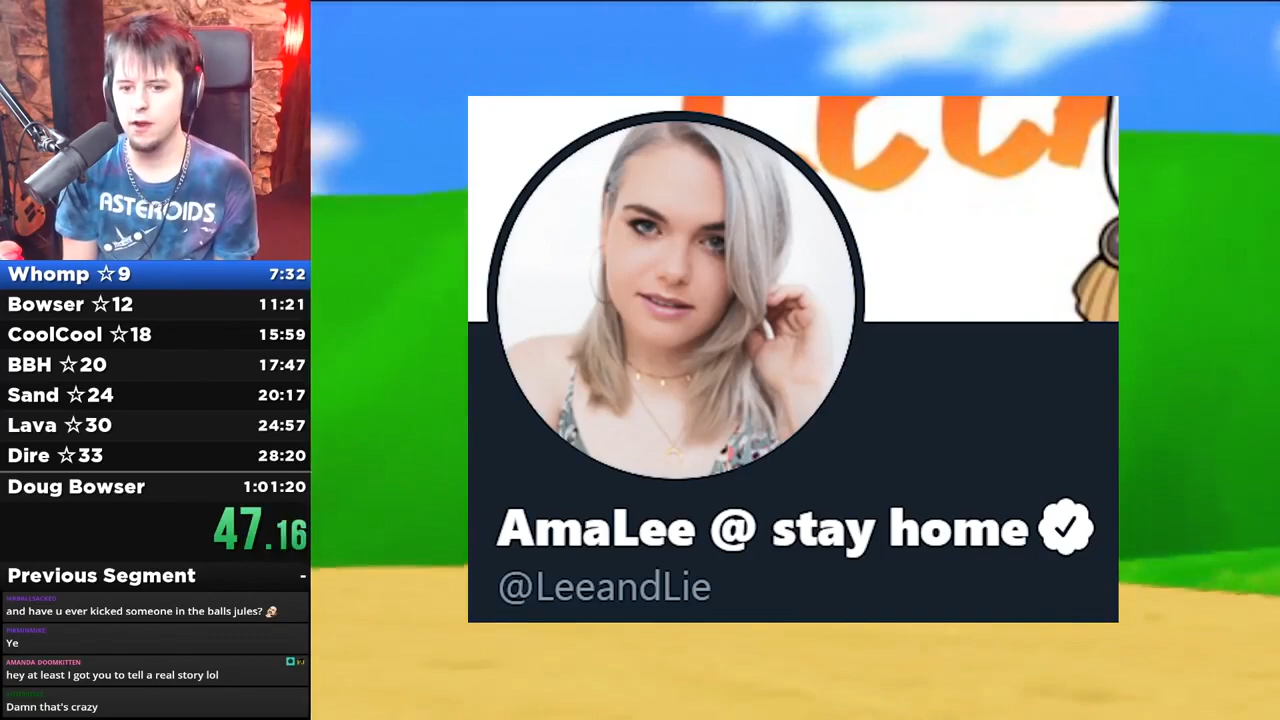 ASTEROIDS
Whomp ☆9 7:32
Bowser ☆12 11:21
CoolCool ☆18 15:59
BBH ☆20 17:47
Sand ☆24 20:17
Lava ☆30 24:57
Dire ☆33 28:20
Doug Bowser 1:01:20
47.16
Previous Segment -
and have u ever kicked someone in the balls jules?
Ye
AMANDA DOOMKITTEN
hey at least I got you to tell a real story lol
Damn that's crazy
AmaLee @ stay home
@LeeandLie